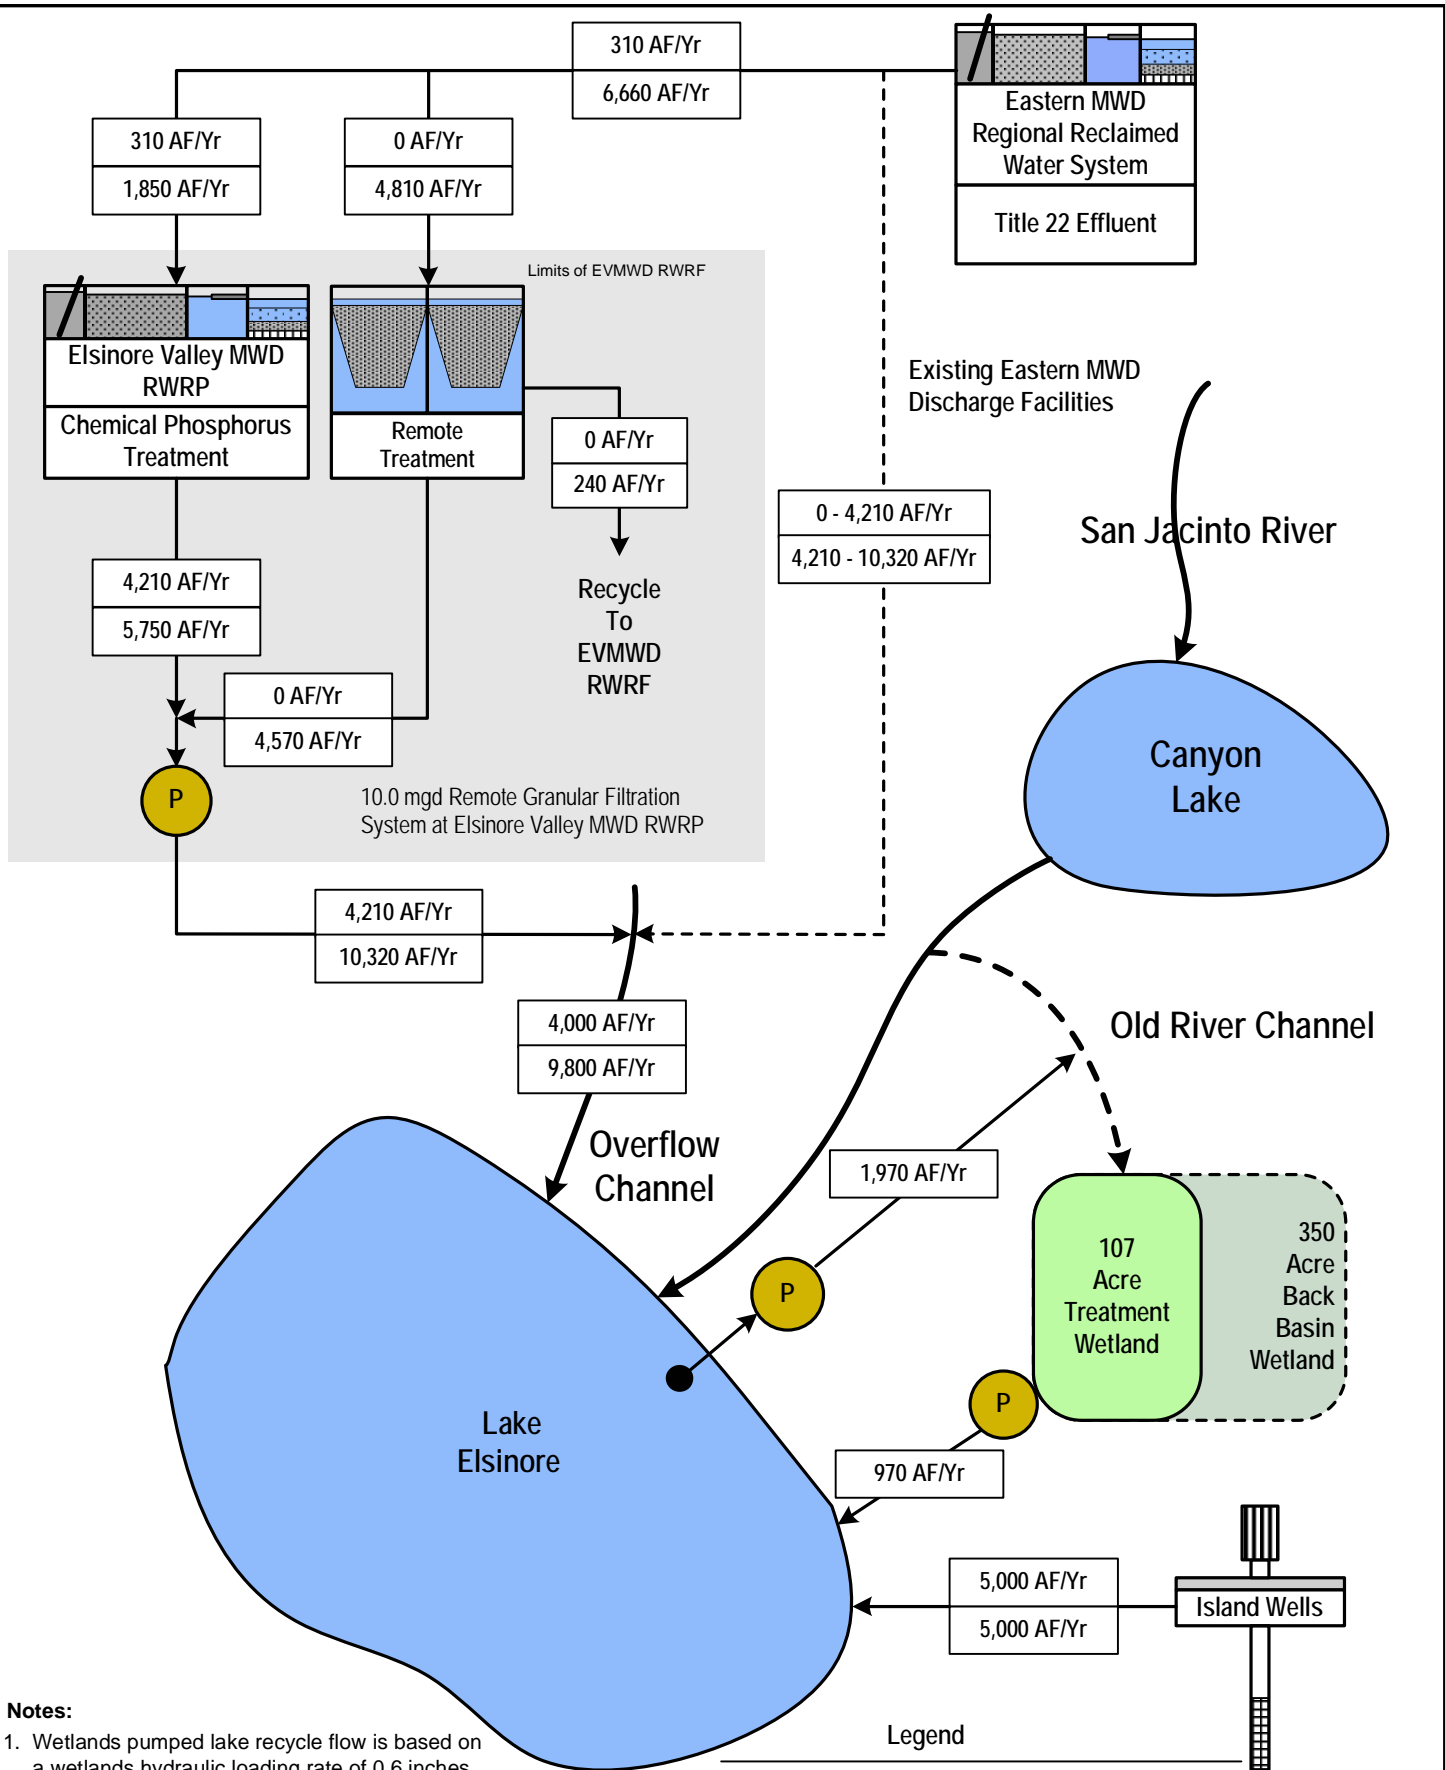 310 AF/Yr
6,660 AF/Yr
Eastern MWD
Regional Reclaimed
Water System
Title 22 Effluent
310 AF/Yr
1,850 AF/Yr
0 AF/Yr
4,810 AF/Yr
Limits of EVMWD RWRF
Elsinore Valley MWD
RWRP
Chemical Phosphorus
Treatment
Remote
Treatment
0 AF/Yr
240 AF/Yr
Recycle
To
EVMWD
RWRF
Existing Eastern MWD
Discharge Facilities
0 - 4,210 AF/Yr
4,210 - 10,320 AF/Yr
San Jacinto River
4,210 AF/Yr
5,750 AF/Yr
0 AF/Yr
4,570 AF/Yr
P
10.0 mgd Remote Granular Filtration
System at Elsinore Valley MWD RWRP
Canyon
Lake
4,210 AF/Yr
10,320 AF/Yr
4,000 AF/Yr
9,800 AF/Yr
Old River Channel
Overflow
Channel
1,970 AF/Yr
P
107
Acre
Treatment
Wetland
350
Acre
Back
Basin
Wetland
P
Lake
Elsinore
970 AF/Yr
5,000 AF/Yr
5,000 AF/Yr
Island Wells
Notes:
1. Wetlands pumped lake recycle flow is based on
a wetlands hydraulic loading rate of 0.6 inches
Legend